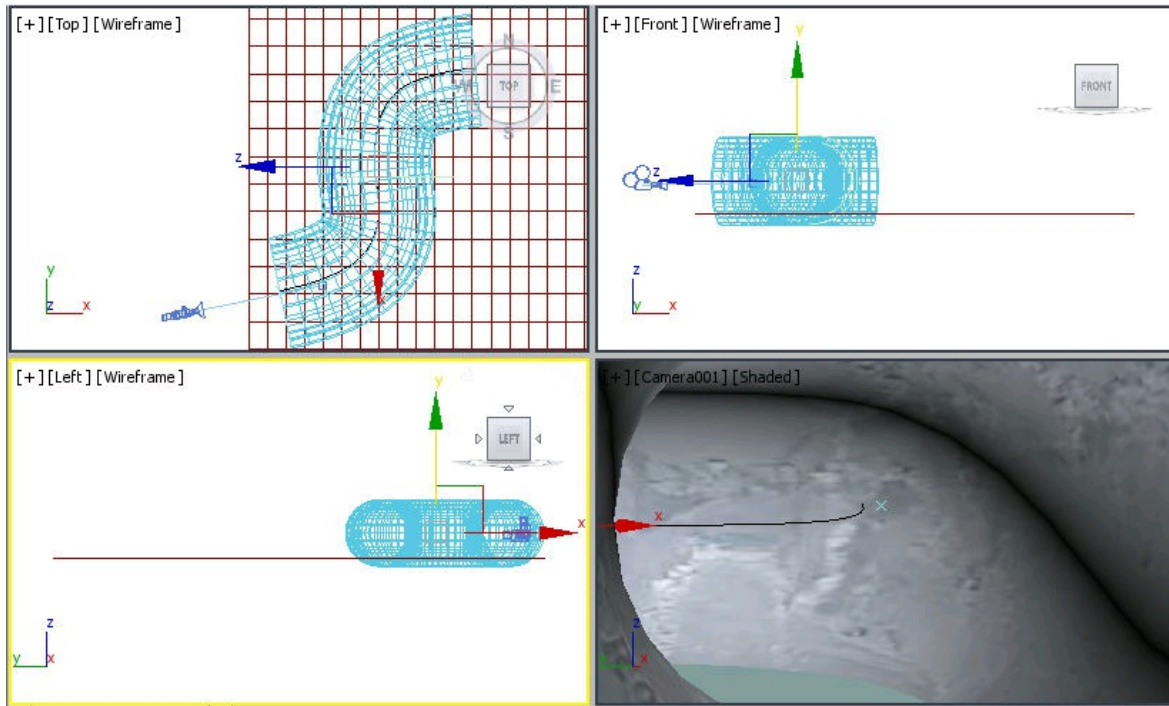 [+] [Top] [Wireframe]
N
W
TOP
E
S
z
x
y
z
x
[+] [Front] [Wireframe]
y
FRONT
z
z
y
x
[+] [Left] [Wireframe]
y
LEFT
x
z
y
x
[+] [Camera001] [Shaded]
x
z
x